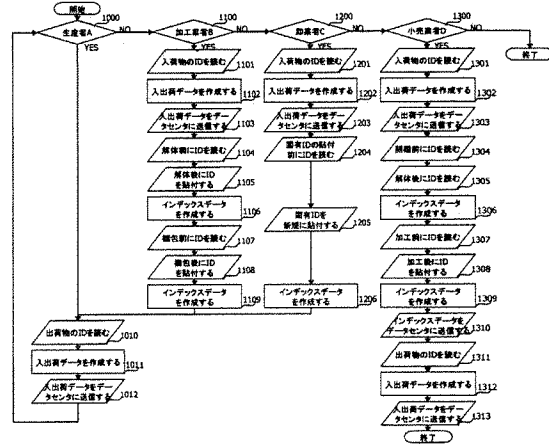 開始
1000
生産者A
NO
YES
1100
加工業者B
NO
YES
1200
卸業者C
NO
YES
1300
小売業者D
NO
YES
終了
入荷物のIDを読む
1101
入出荷データを作成する
1102
入出荷データをデー
タセンタに送信する
1103
解体前にIDを読む
1104
解体後にID
を貼付する
1105
インデックスデータ
を作成する
1106
梱包前にIDを読む
1107
梱包後にID
を貼付する
1108
インデックスデータ
を作成する
1109
入荷物のIDを読む
1201
入出荷データを作成する
1202
入出荷データをデー
タセンタに送信する
1203
固有IDの貼付
前にIDを読む
1204
固有IDを
新規に貼付する
1205
インデックスデータ
を作成する
1206
入荷物のIDを読む
1301
入出荷データを作成する
1302
入出荷データをデー
タセンタに送信する
1303
前にIDを読む
1304
解体後にIDを読む
1305
インデックスデータ
を作成する
1306
加工前にIDを読む
1307
加工後にID
を貼付する
1308
インデックスデータ
を作成する
1309
インデックスデータを
データセンタに送信する
1310
出荷物のIDを読む
1311
入出荷データを作成する
1312
入出荷データをデー
タセンタに送信する
1313
終了
出荷物のIDを読む
1010
入出荷データを作成する
1011
入出荷データをデー
タセンタに送信する
1012